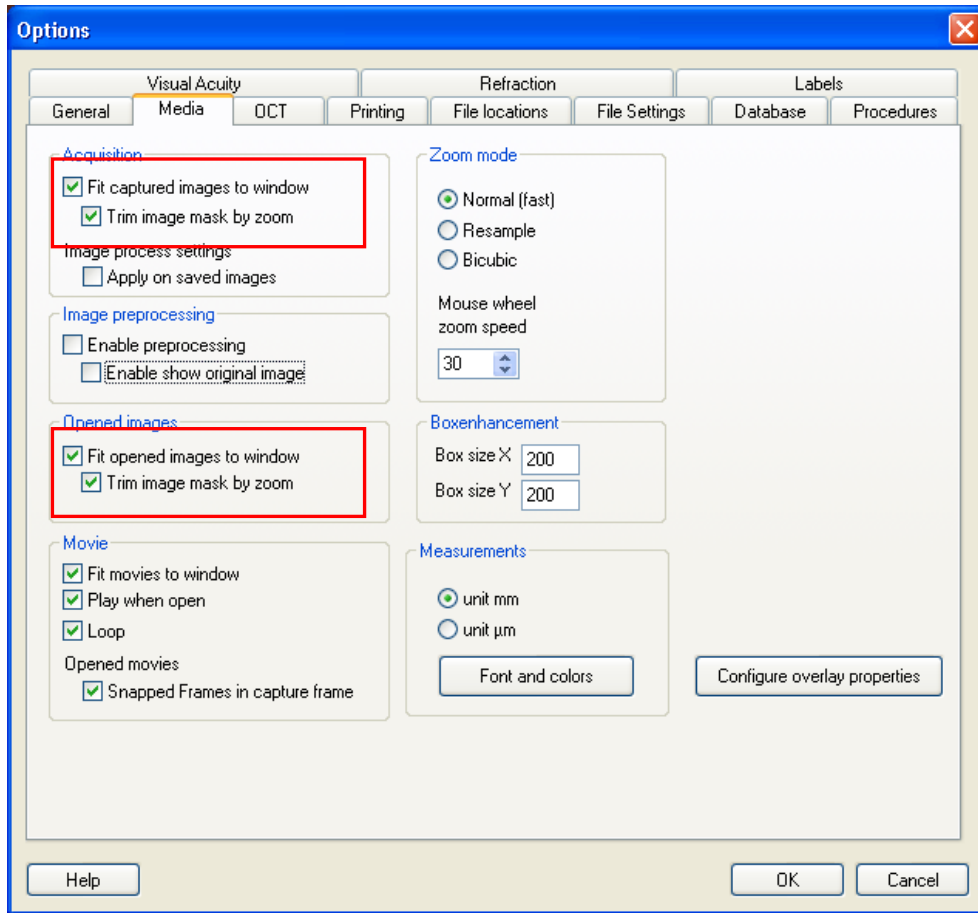 Options
Visual Acuity
Refraction
Labels
General
Media
OCT
Printing
File locations
File Settings
Database
Procedures
Acquisition
Fit captured images to window
Trim image mask by zoom
Image process settings
Apply on saved images
Image preprocessing
Enable preprocessing
Enable show original image
Opened images
Fit opened images to window
Trim image mask by zoom
Movie
Fit movies to window
Play when open
Loop
Opened movies
Snapped Frames in capture frame
Zoom mode
Normal (fast)
Resample
Bicubic
Mouse wheel
zoom speed
30
Boxenhancement
Box size X 200
Box size Y 200
Measurements
unit mm
unit µm
Font and colors
Configure overlay properties
Help
OK
Cancel